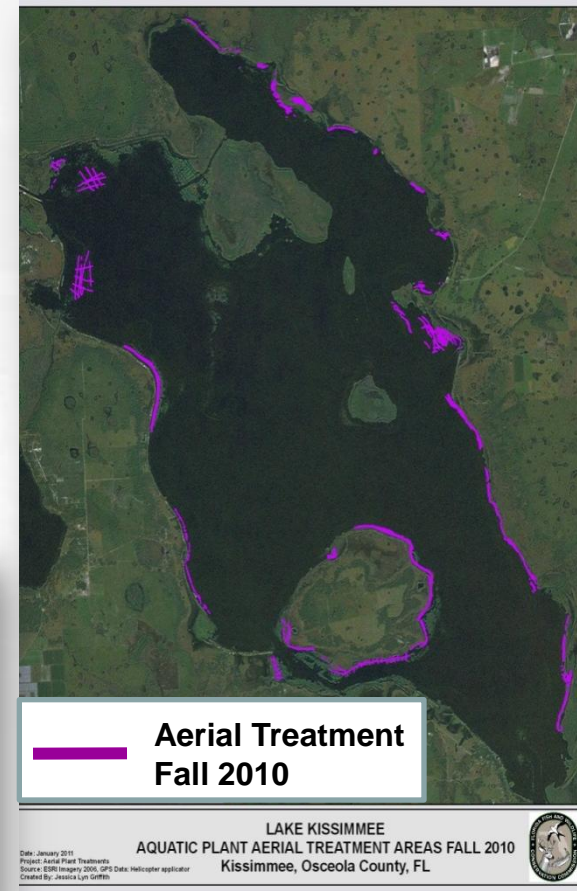 Aerial Treatment
Fall 2010
LAKE KISSIMMEE
AQUATIC PLANT AERIAL TREATMENT AREAS FALL 2010
Kissimmee, Osceola County, FL
Date: January 2011
Project: Aerial Plant Treatments
Source: ESRI Imagery 2006, GPS Data: Helicopter applicator
Created By: Jessica Lyn Griffith